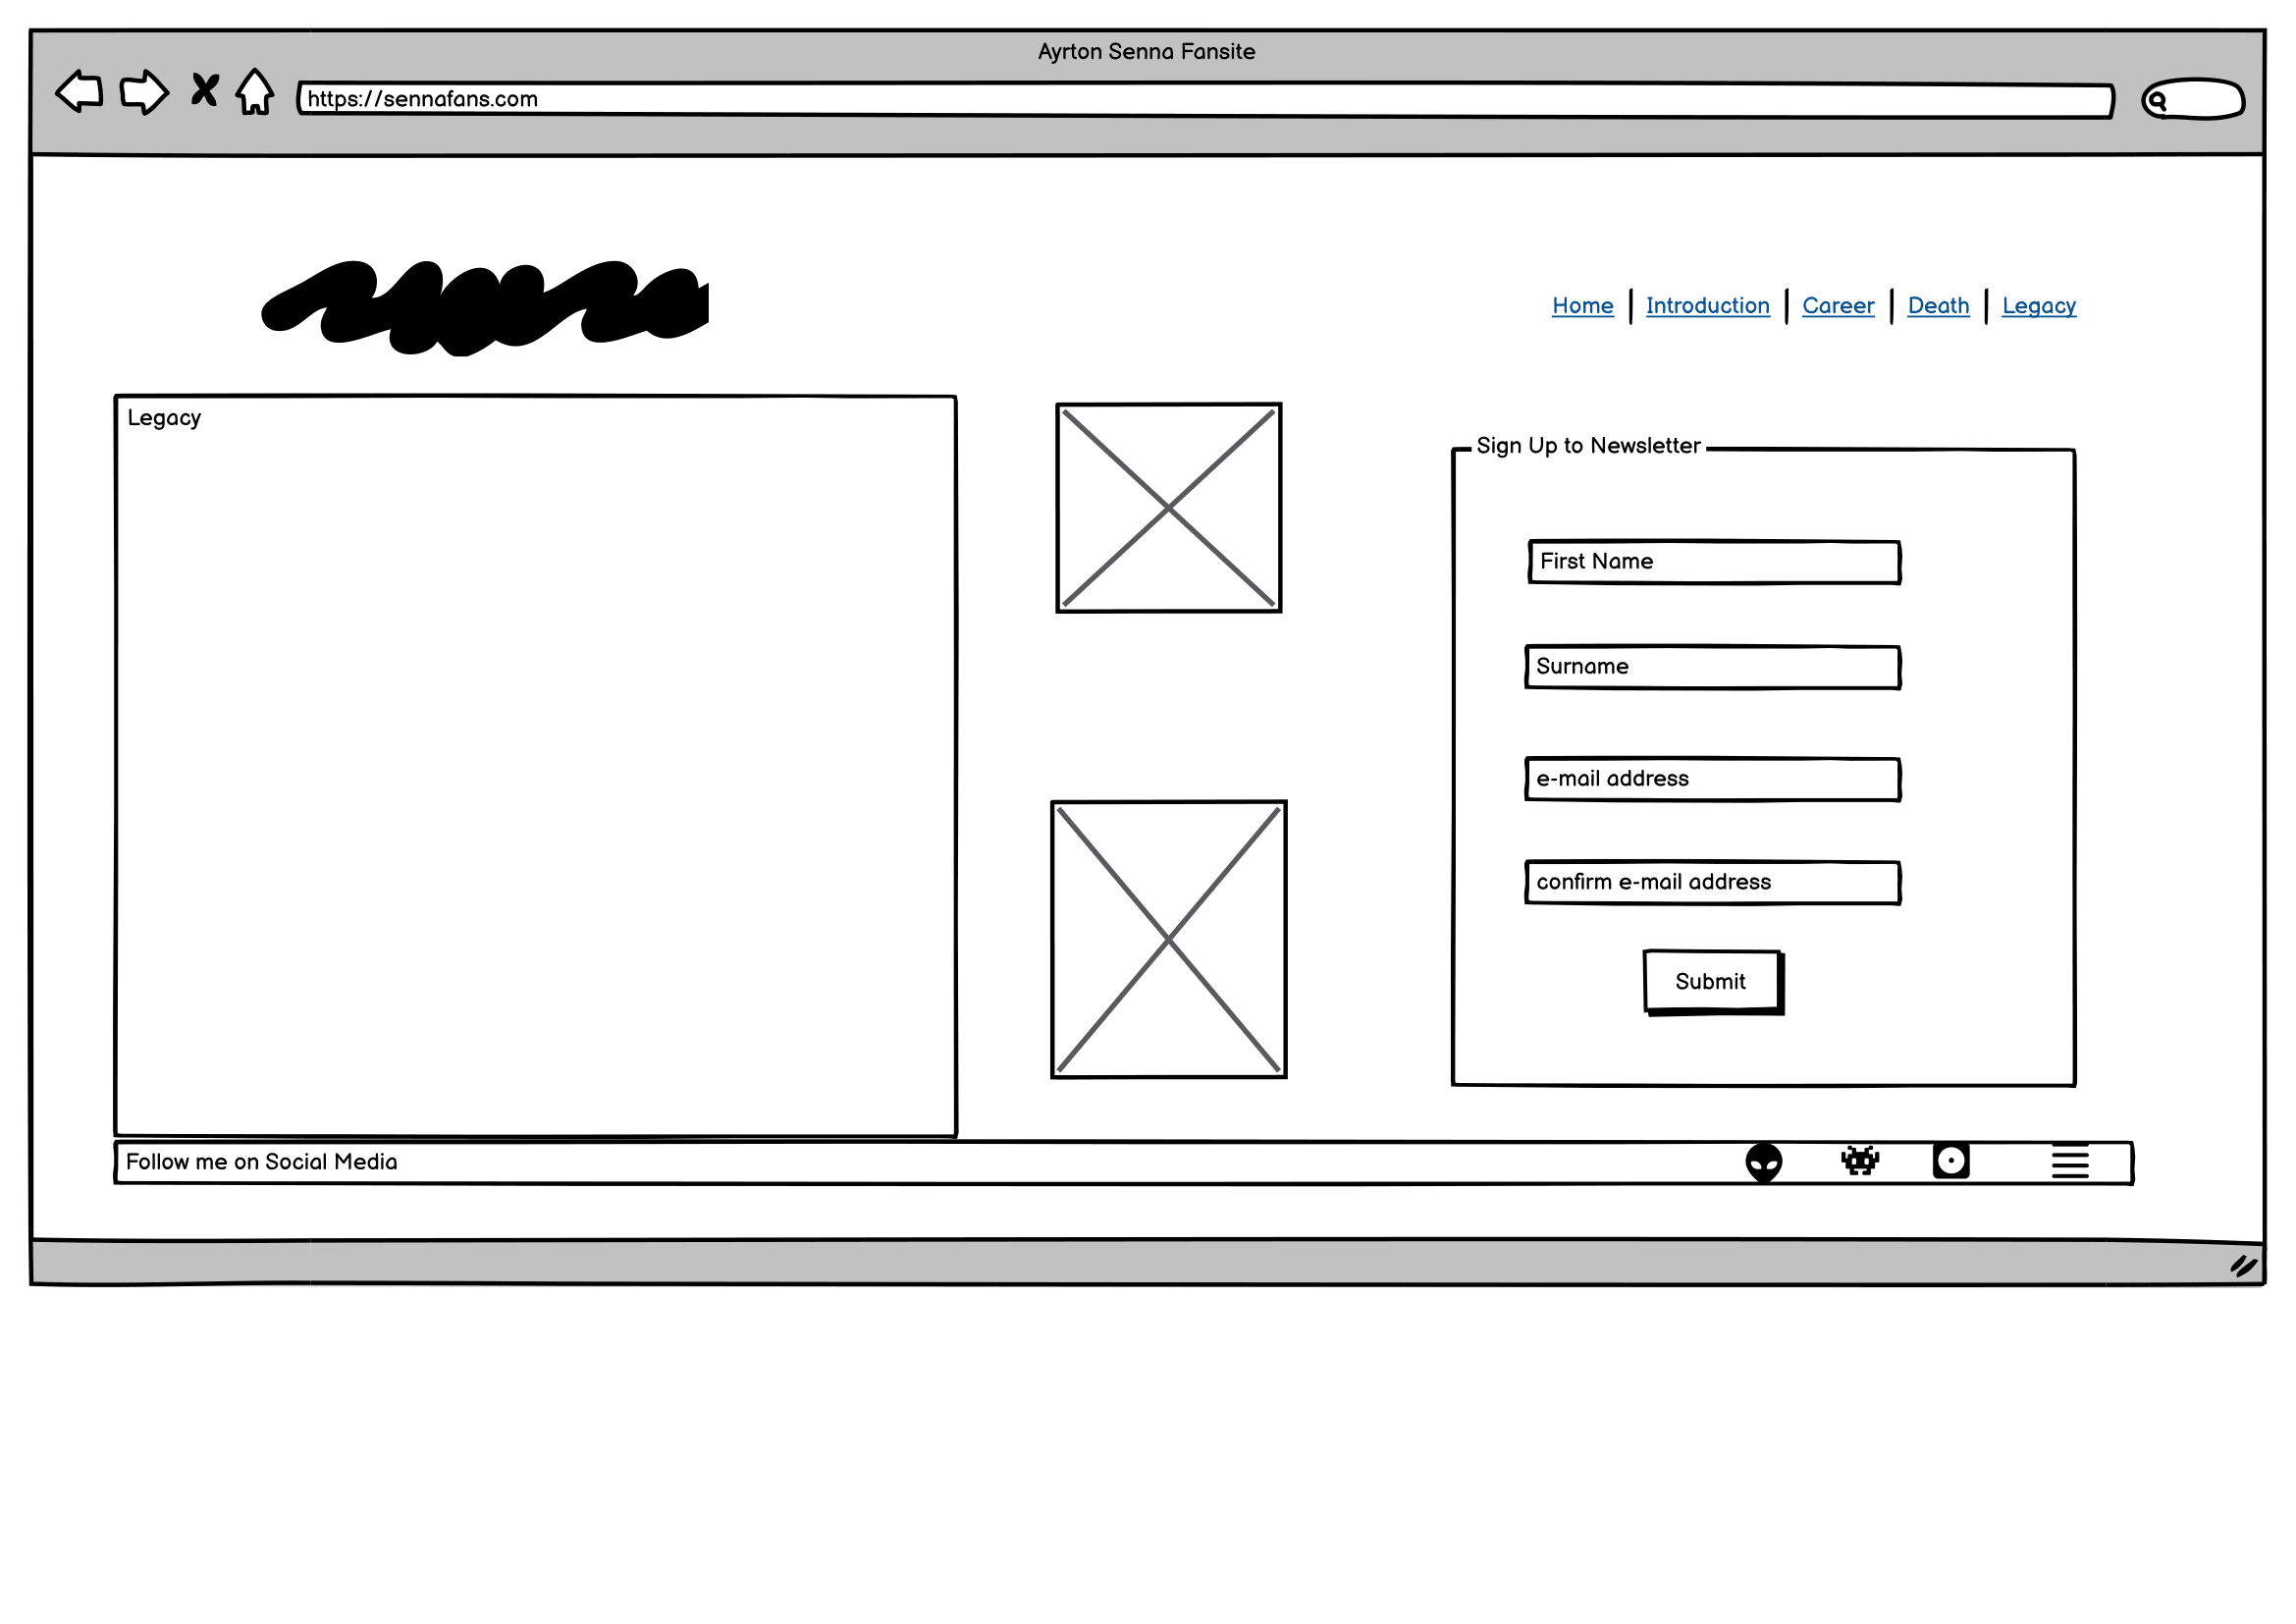 Ayrton Senna Fansite
https://sennafans.com
Home Introduction Career Death Legacy
Legacy
Sign Up to Newsletter
First Name
Surname
e-mail address
confirm e-mail address
Submit
Follow me on Social Media